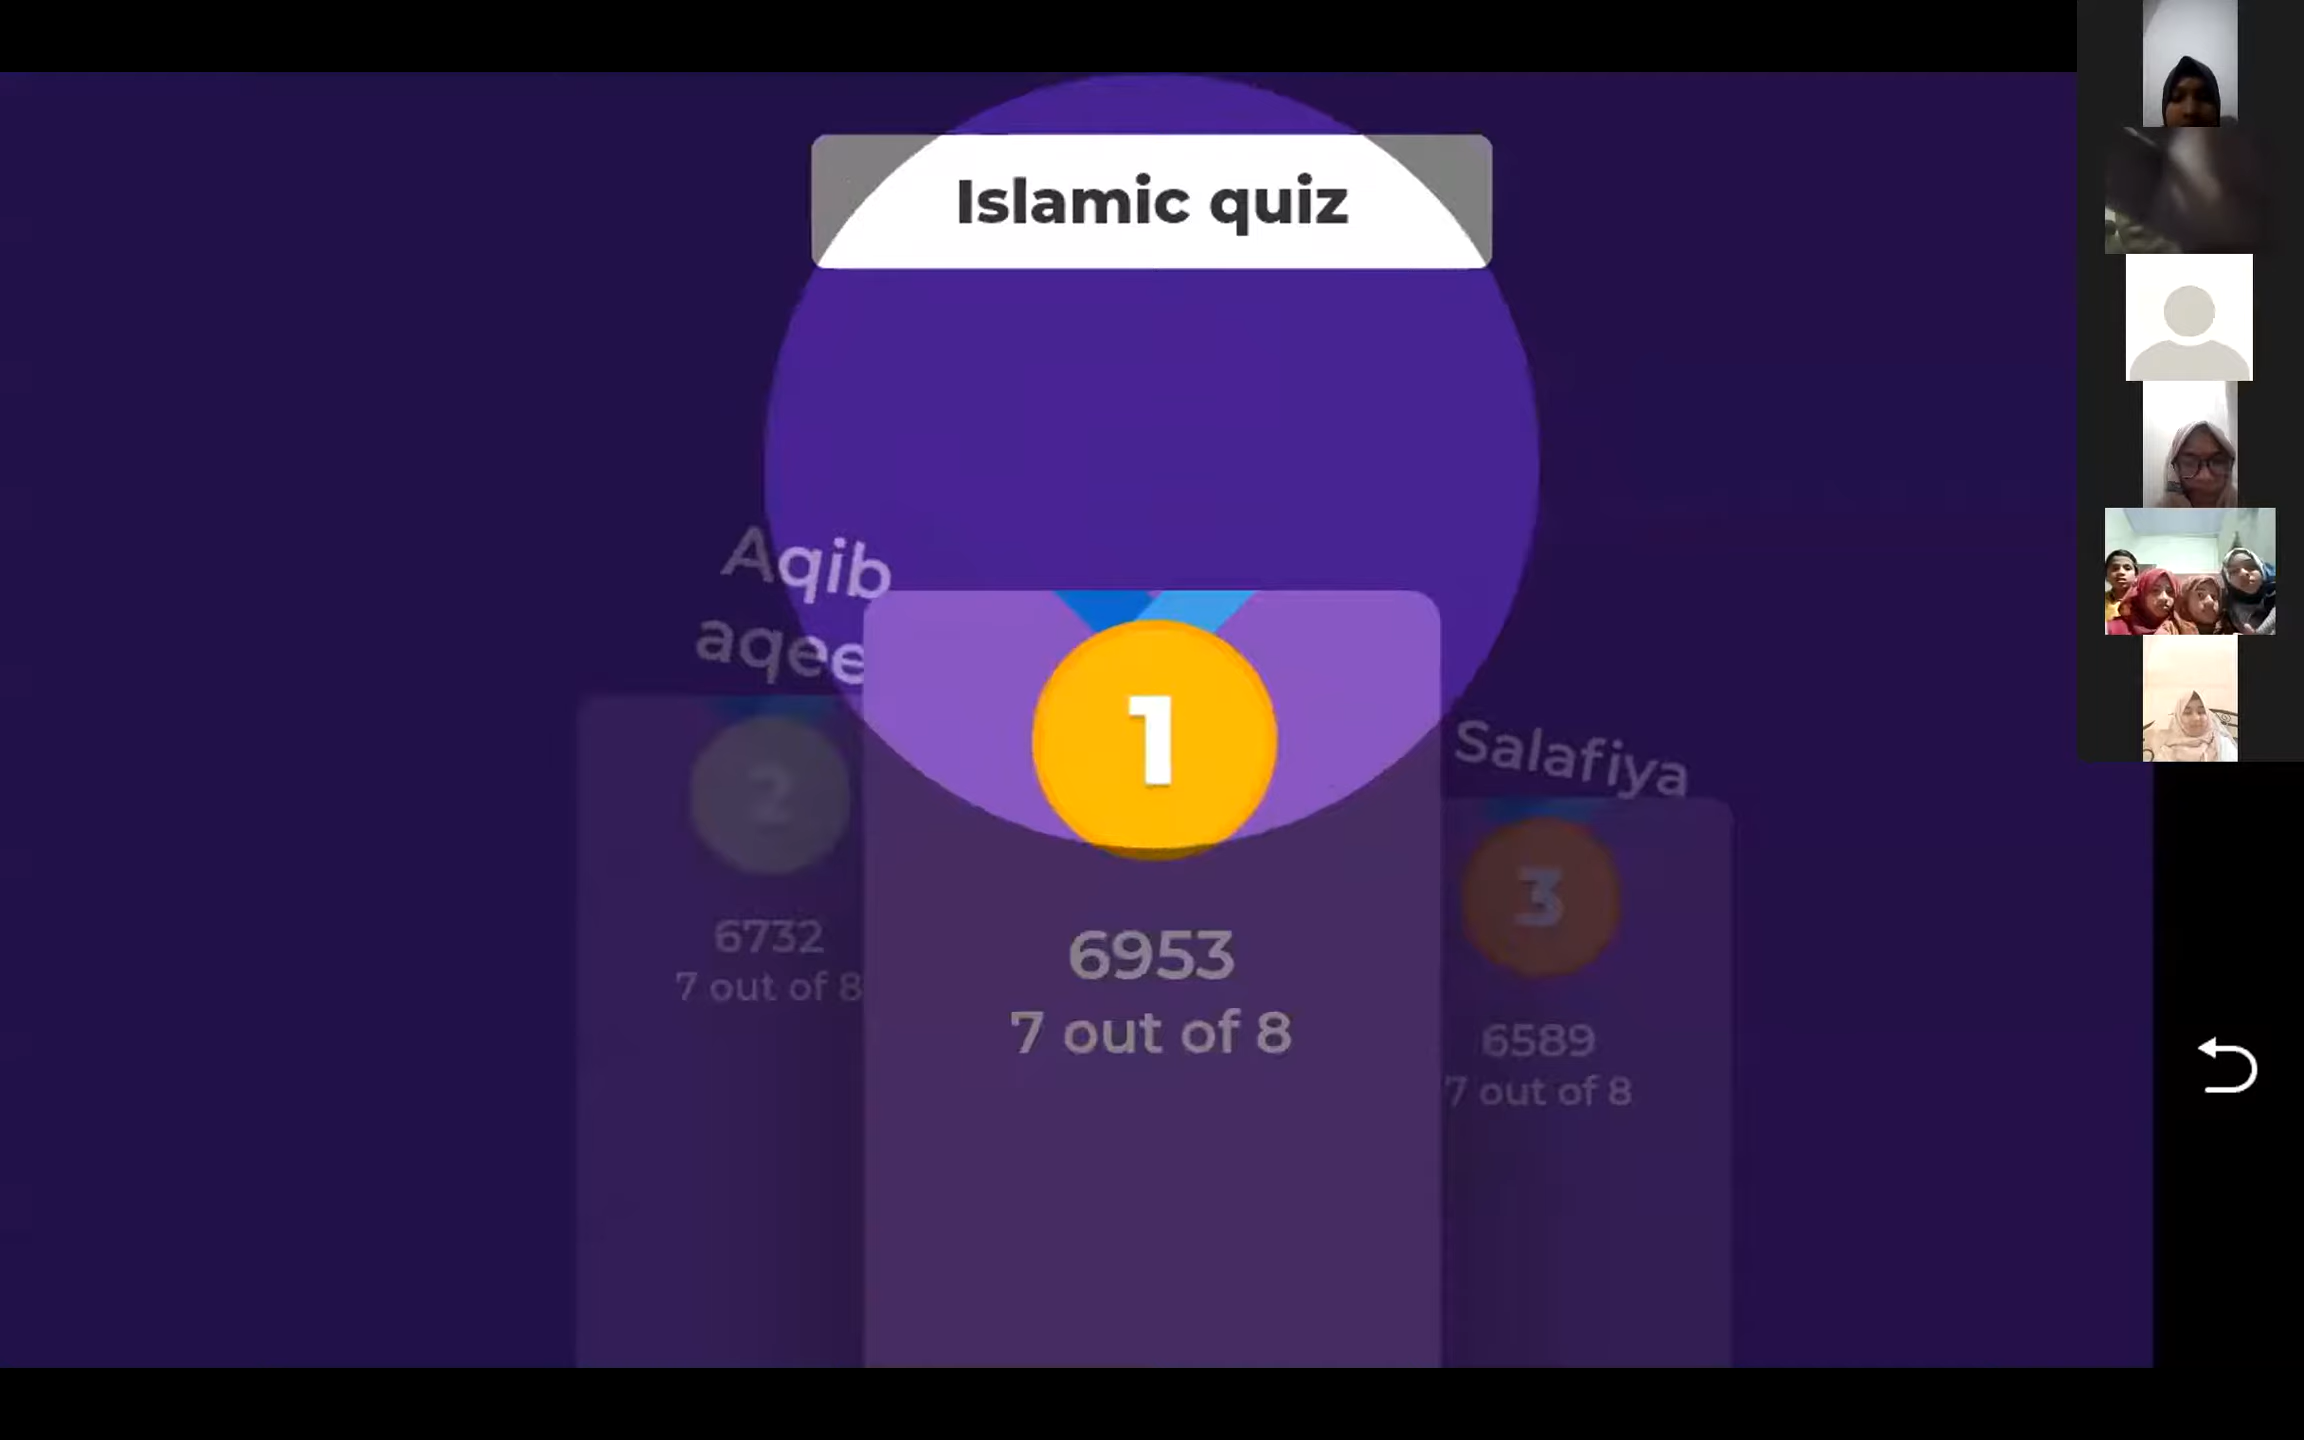 Islamic quiz
Aqib
aqee
1
2
Salafiya
3
6953
7 out of 8
6732
7 out of 8
6589
7 out of 8